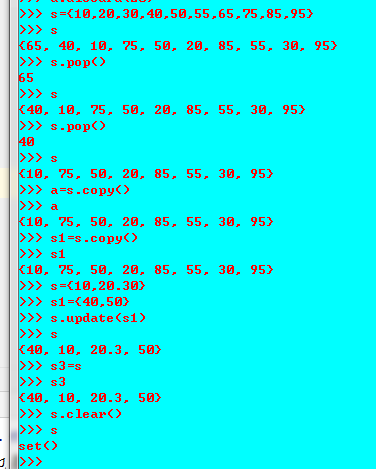 >>> s={10,20,30,40,50,55,65,75,85,95}
>>> s
{65, 40, 10, 75, 50, 20, 85, 55, 30, 95}
>>> s.pop()
65
>>> s
{40, 10, 75, 50, 20, 85, 55, 30, 95}
>>> s.pop()
40
>>> s
{10, 75, 50, 20, 85, 55, 30, 95}
>>> a=s.copy()
>>> a
{10, 75, 50, 20, 85, 55, 30, 95}
>>> s1=s.copy()
>>> s1
{10, 75, 50, 20, 85, 55, 30, 95}
>>> s={10,20.30}
>>> s1={40,50}
>>> s.update(s1)
>>> s
{40, 10, 20.3, 50}
>>> s3=s
>>> s3
{40, 10, 20.3, 50}
>>> s.clear()
>>> s
set()
>>>